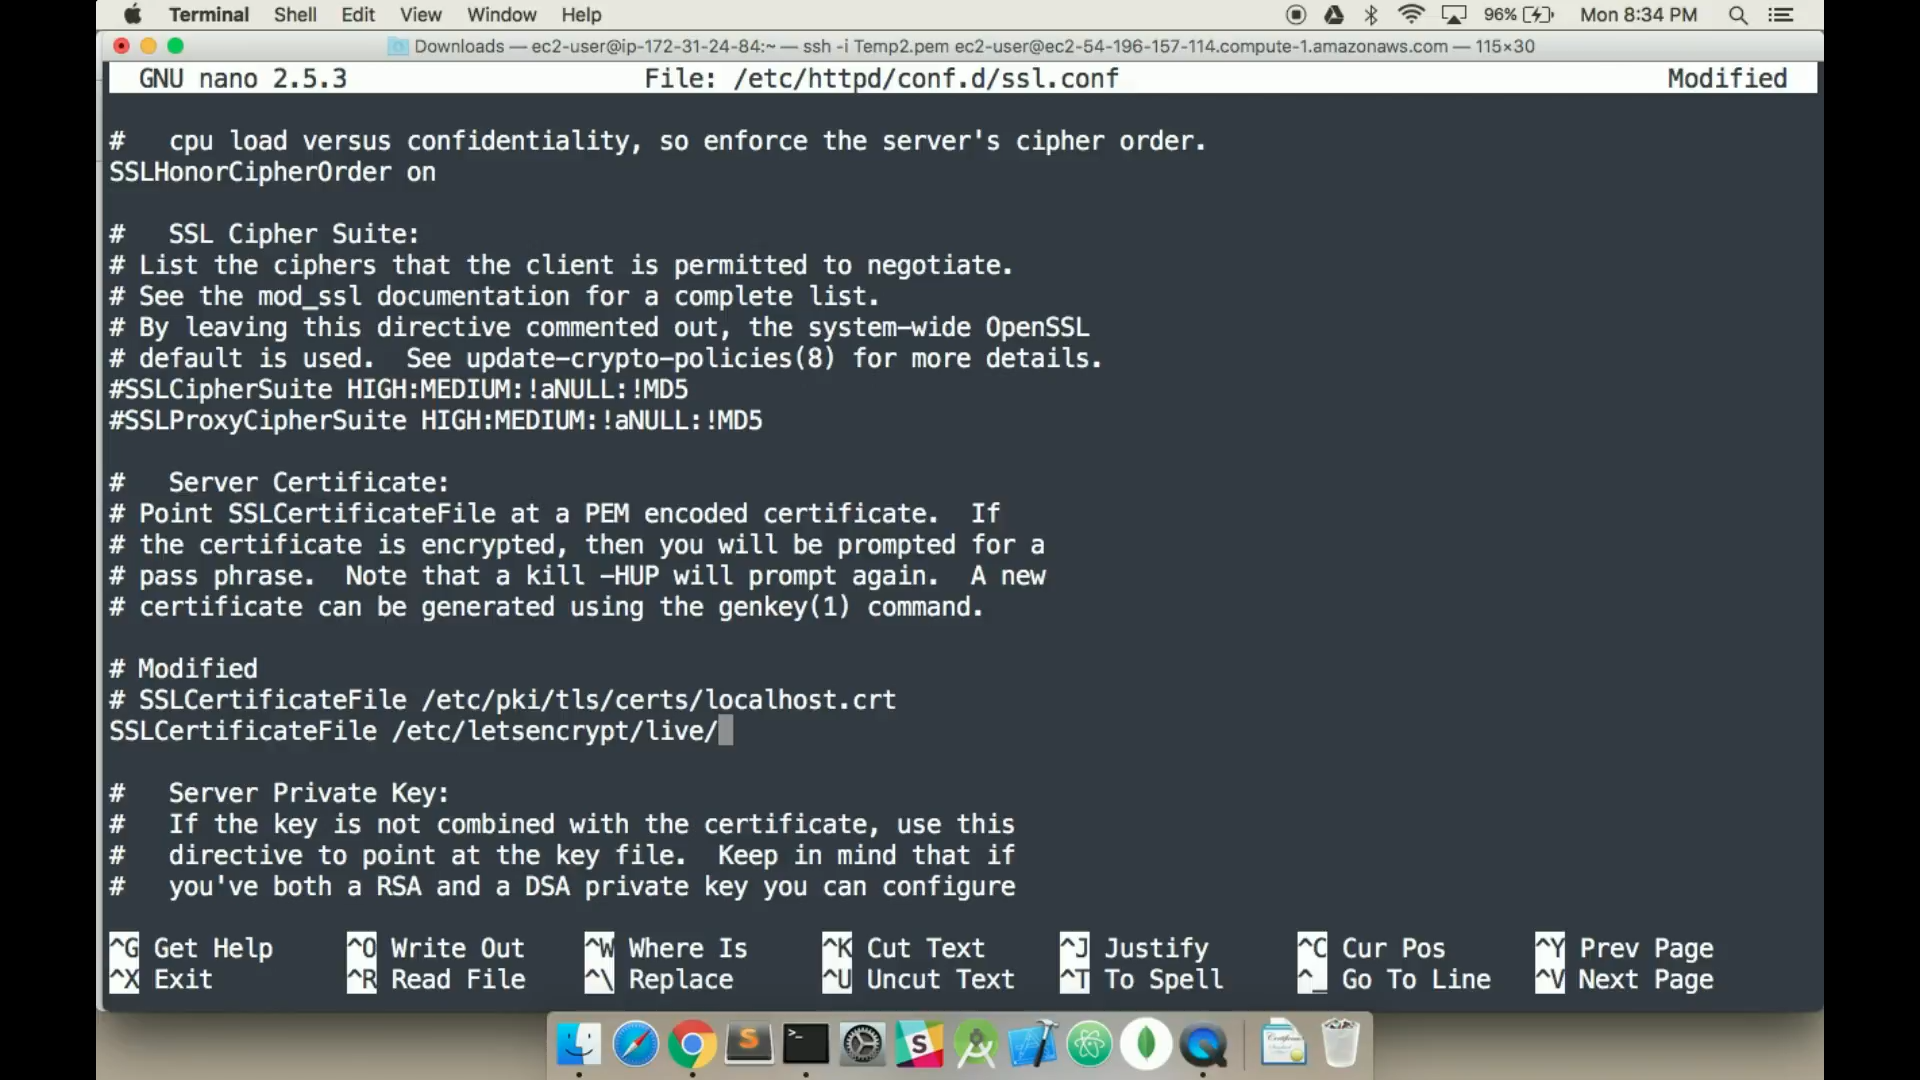 Terminal Shell Edit View Window Help 96% Mon 8:34 PM
Downloads — ec2-user@ip-172-31-24-84:~ — ssh -i Temp2.pem ec2-user@ec2-54-196-157-114.compute-1.amazonaws.com — 115×30
GNU nano 2.5.3 File: /etc/httpd/conf.d/ssl.conf Modified
#   cpu load versus confidentiality, so enforce the server's cipher order.
SSLHonorCipherOrder on
#   SSL Cipher Suite:
# List the ciphers that the client is permitted to negotiate.
# See the mod_ssl documentation for a complete list.
# By leaving this directive commented out, the system-wide OpenSSL
# default is used.  See update-crypto-policies(8) for more details.
#SSLCipherSuite HIGH:MEDIUM:!aNULL:!MD5
#SSLProxyCipherSuite HIGH:MEDIUM:!aNULL:!MD5
#   Server Certificate:
# Point SSLCertificateFile at a PEM encoded certificate.  If
# the certificate is encrypted, then you will be prompted for a
# pass phrase.  Note that a kill -HUP will prompt again.  A new
# certificate can be generated using the genkey(1) command.
# Modified
# SSLCertificateFile /etc/pki/tls/certs/localhost.crt
SSLCertificateFile /etc/letsencrypt/live/
#   Server Private Key:
#   If the key is not combined with the certificate, use this
#   directive to point at the key file.  Keep in mind that if
#   you've both a RSA and a DSA private key you can configure
^G Get Help ^O Write Out ^W Where Is ^K Cut Text ^J Justify ^C Cur Pos ^Y Prev Page
^X Exit ^R Read File ^\ Replace ^U Uncut Text ^T To Spell ^_ Go To Line ^V Next Page